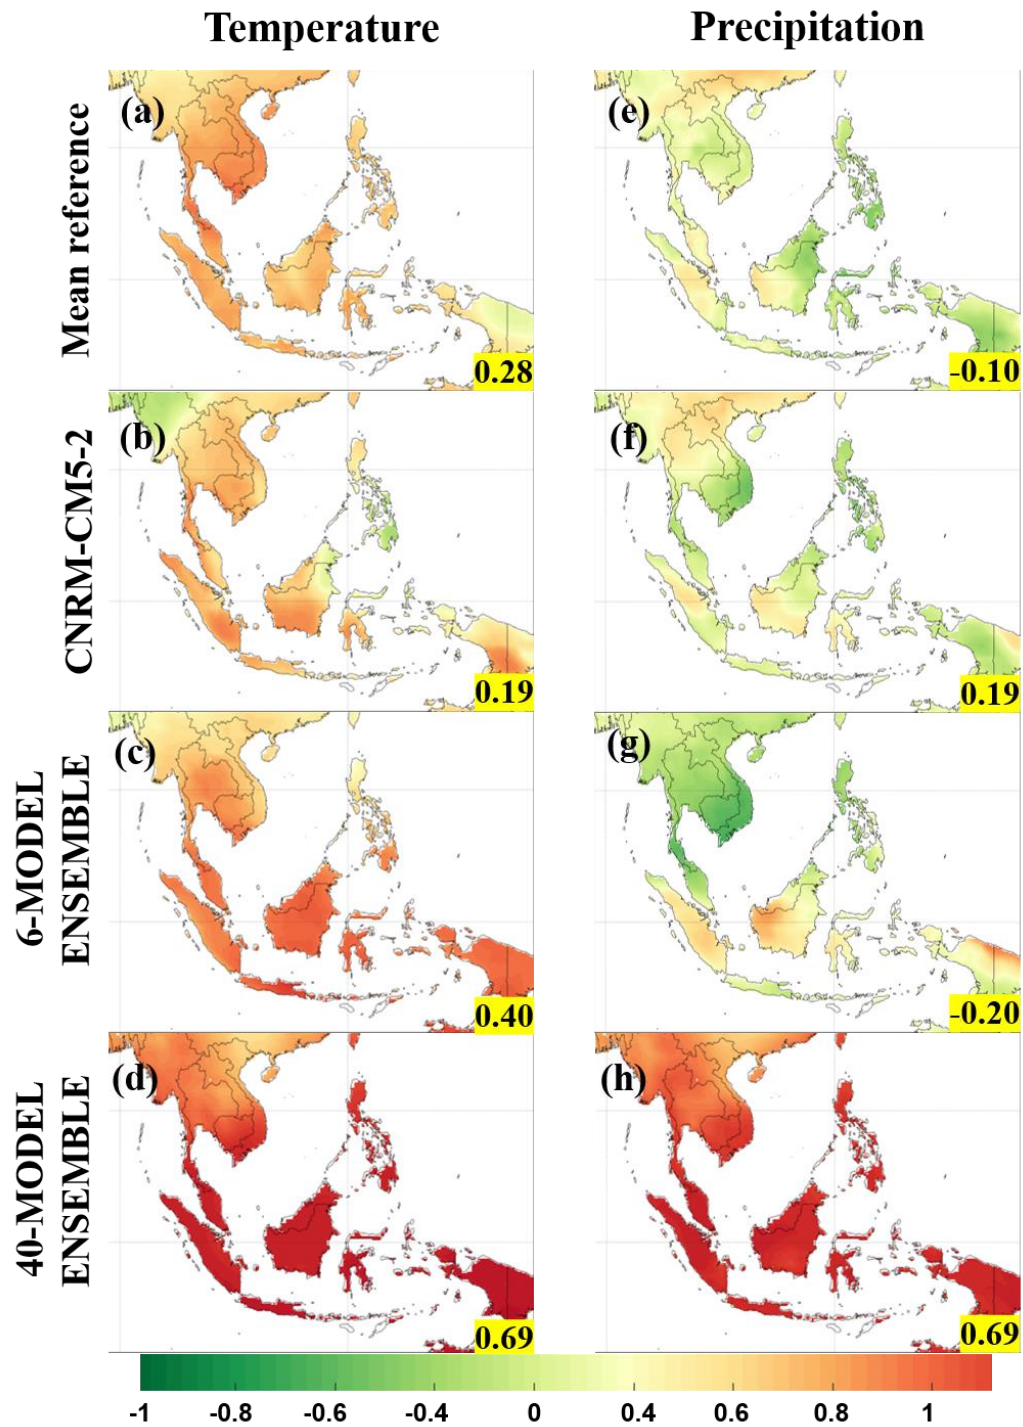 Temperature
Precipitation
Mean reference
(a)
0.28
(e)
-0.10
CNRM-CM5-2
(b)
0.19
(f)
0.19
6-MODEL
ENSEMBLE
(c)
0.40
(g)
-0.20
40-MODEL
ENSEMBLE
(d)
0.69
(h)
0.69
-1 -0.8 -0.6 -0.4 0 0.4 0.6 0.8 1